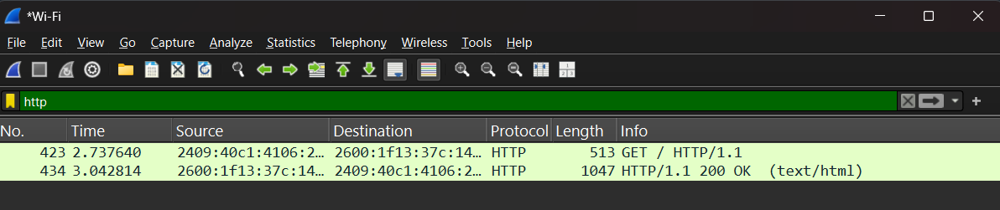 *Wi-Fi
File Edit View Go Capture Analyze Statistics Telephony Wireless Tools Help
http
No. Time Source Destination Protocol Length Info
423 2.737640 2409:40c1:4106:2… 2600:1f13:37c:14… HTTP 513 GET / HTTP/1.1
434 3.042814 2600:1f13:37c:14… 2409:40c1:4106:2… HTTP 1047 HTTP/1.1 200 OK (text/html)